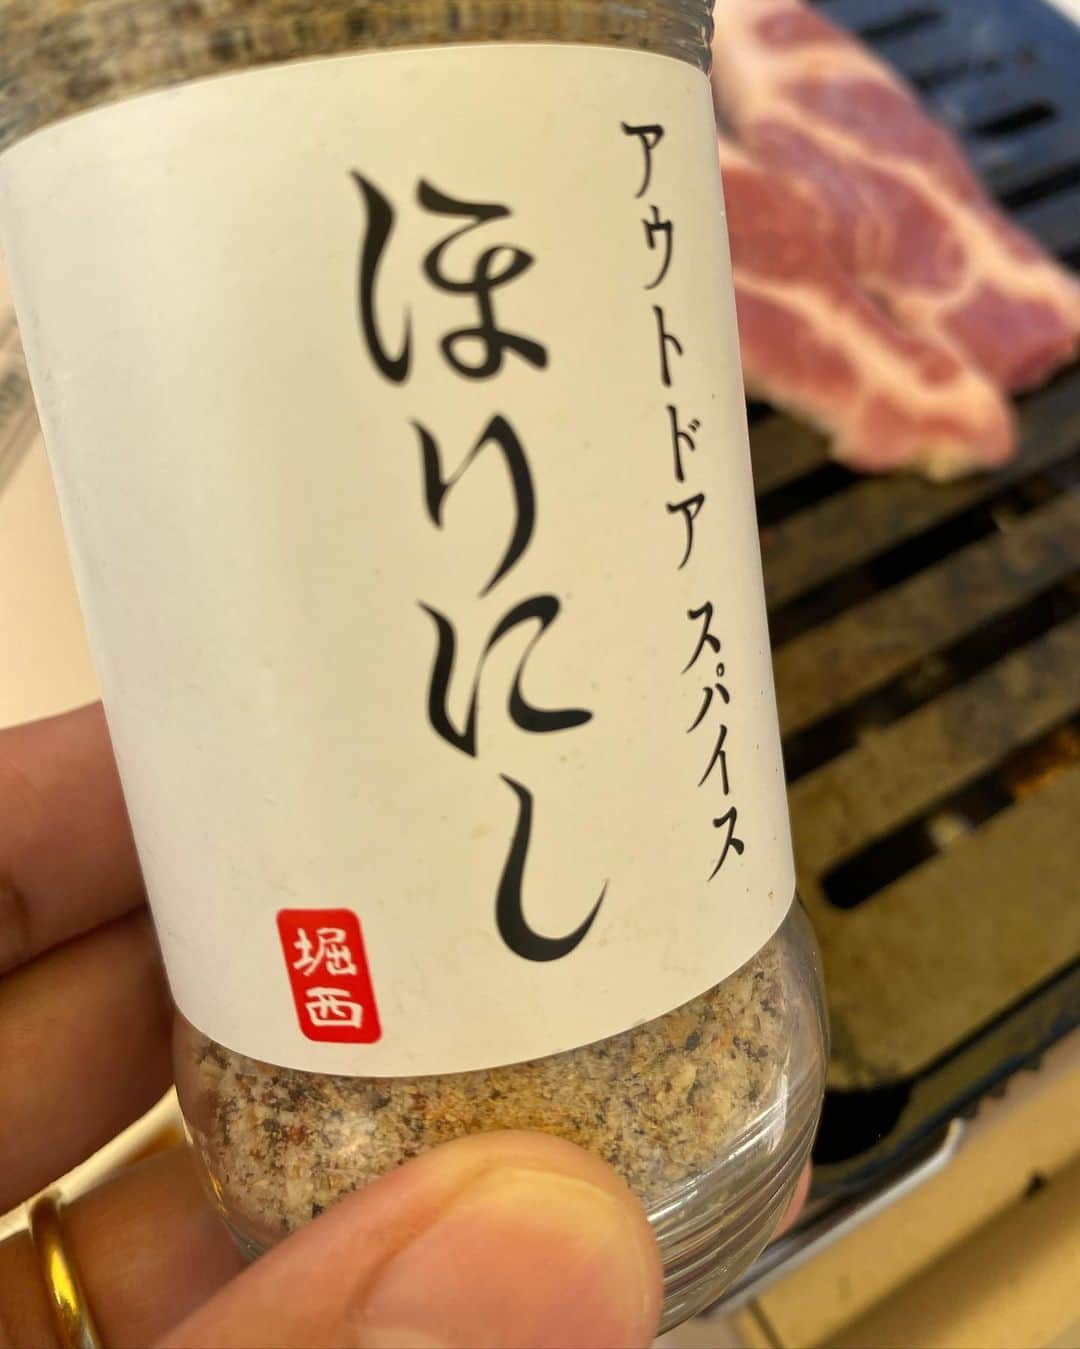 アウトドア スパイス
ほりにし
堀西